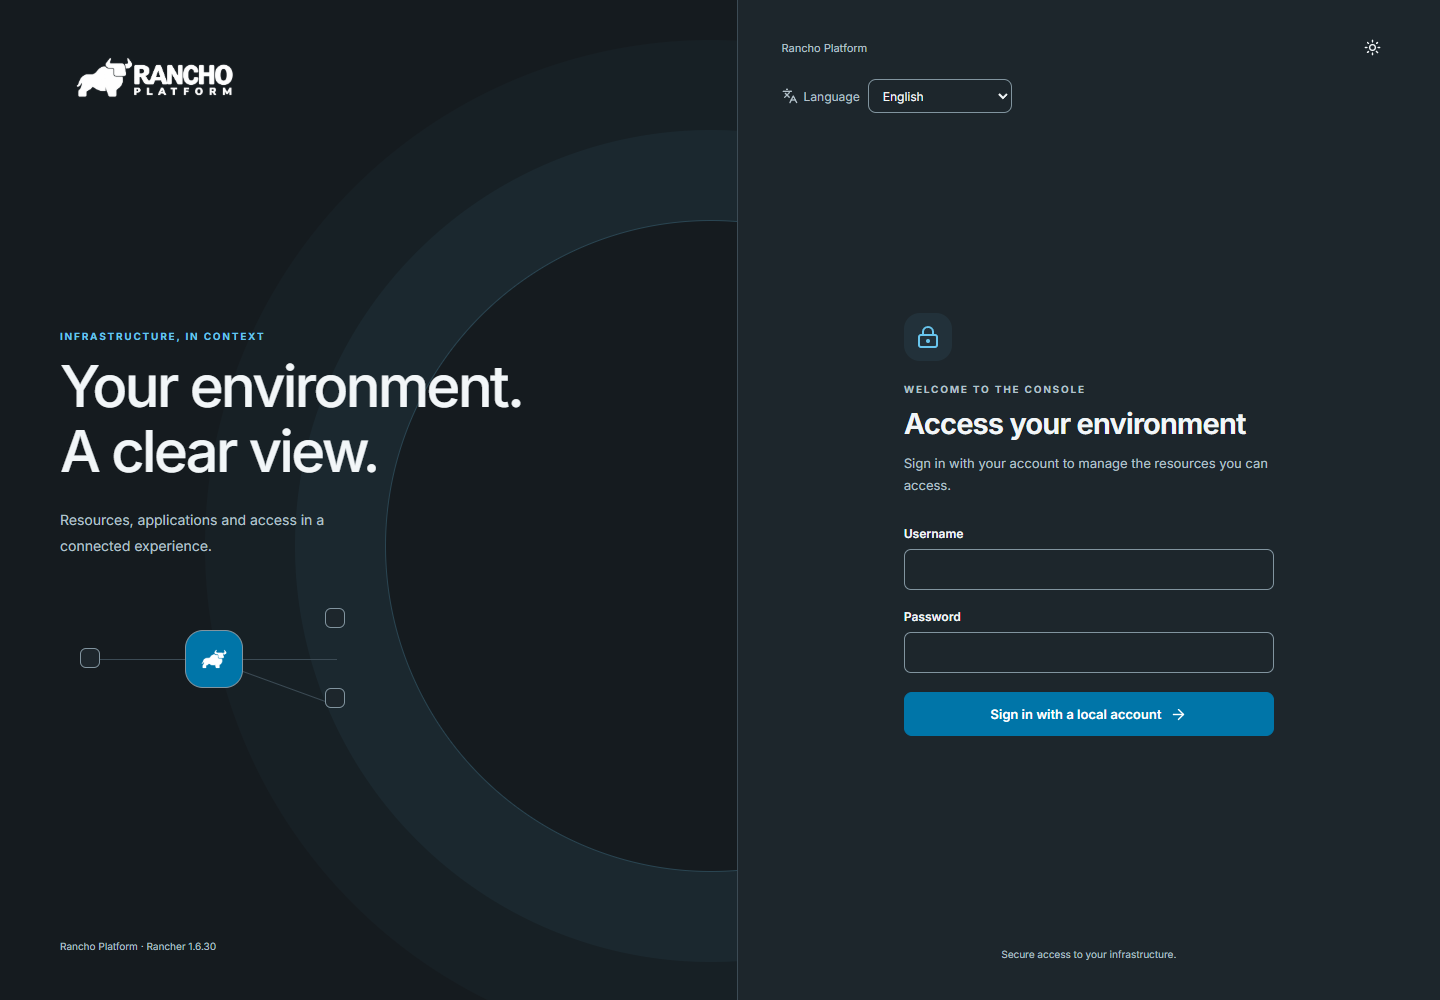 RANCHO
PLATFORM
INFRASTRUCTURE, IN CONTEXT
Your environment.
A clear view.
Resources, applications and access in a
connected experience.
Rancho Platform · Rancher 1.6.30
Rancho Platform
Language
English
WELCOME TO THE CONSOLE
Access your environment
Sign in with your account to manage the resources you can
access.
Username
Password
Sign in with a local account
Secure access to your infrastructure.